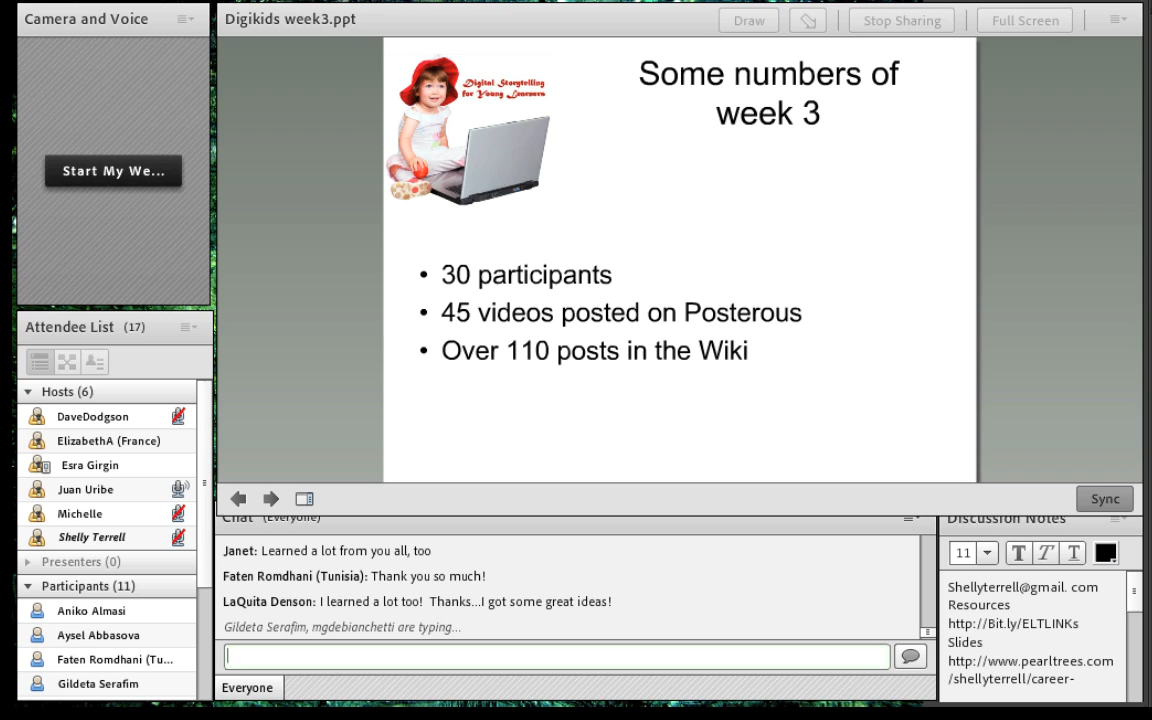 Camera and Voice
Start My We...
Attendee List (17)
Hosts (6)
DaveDodgson
ElizabethA (France)
Esra Girgin
Juan Uribe
Michelle
Shelly Terrell
Presenters (0)
Participants (11)
Aniko Almasi
Aysel Abbasova
Faten Romdhani (Tu...
Gildeta Serafim
Digikids week3.ppt
Draw
Stop Sharing
Full Screen
Digital Storytelling
for Young Learners
Some numbers of
week 3
• 30 participants
• 45 videos posted on Posterous
• Over 110 posts in the Wiki
Sync
Chat (Everyone)
Janet: Learned a lot from you all, too
Faten Romdhani (Tunisia): Thank you so much!
LaQuita Denson: I learned a lot too! Thanks...I got some great ideas!
Gildeta Serafim, mgdebianchetti are typing...
Everyone
Discussion Notes
11 T T T
Shellyterrell@gmail. com
Resources
http://Bit.ly/ELTLINKs
Slides
http://www.pearltrees.com
/shellyterrell/career-